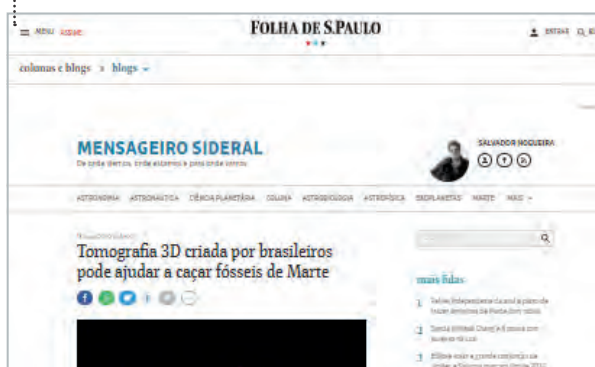 MENU ASSINE
FOLHA DE S.PAULO
ENTRAR
colunas e blogs > blogs
MENSAGEIRO SIDERAL
De onde viemos, onde estamos e para onde vamos
SALVADOR NOGUEIRA
ASTRONOMIA ASTRONÁUTICA CIÊNCIA PLANETÁRIA COLUNA ASTROBIOLOGIA ASTROFÍSICA EXOPLANETAS MARTE MAIS
Tomografia 3D criada por brasileiros
pode ajudar a caçar fósseis de Marte
mais lidas
1
2
3